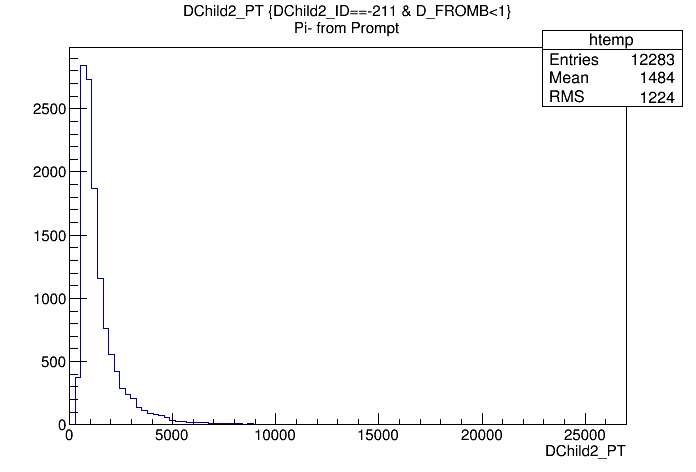 DChild2_PT {DChild2_ID==-211 & D_FROMB<1}
Pi- from Prompt
htemp
Entries 12283
Mean 1484
RMS 1224
2500
2000
1500
1000
500
0
0 5000 10000 15000 20000 25000
DChild2_PT